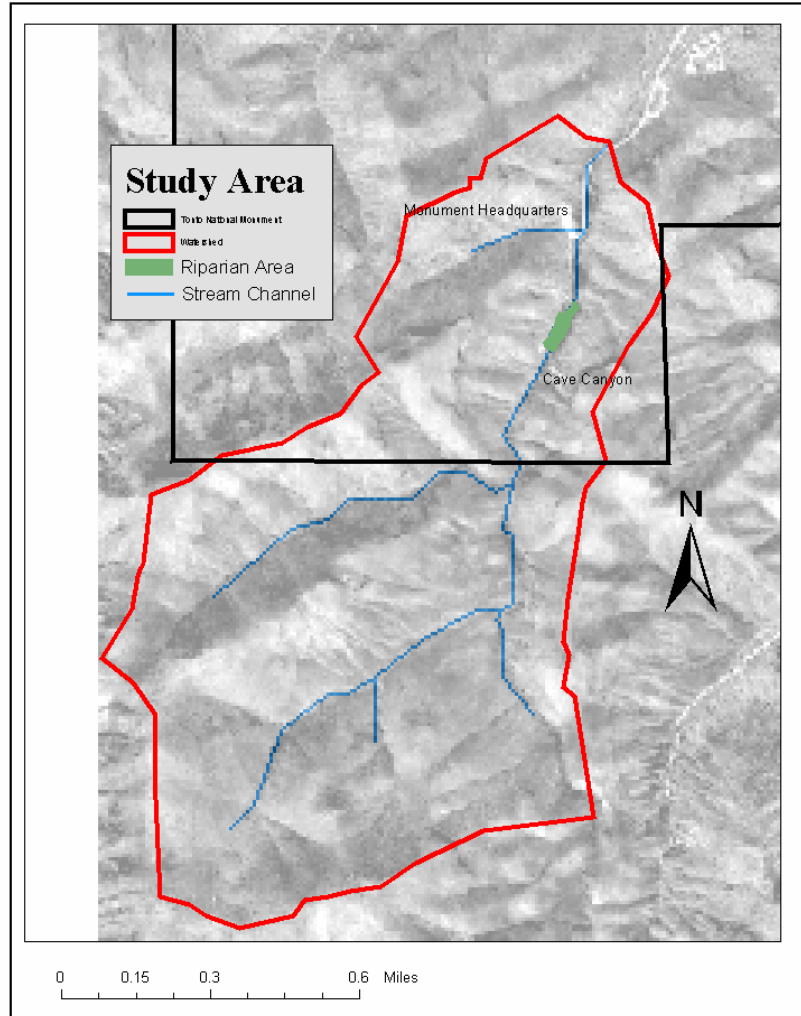 Study Area
Tonto National Monument
Watershed
Riparian Area
Stream Channel
Monument Headquarters
Cave Canyon
N
0 0.15 0.3 0.6 Miles